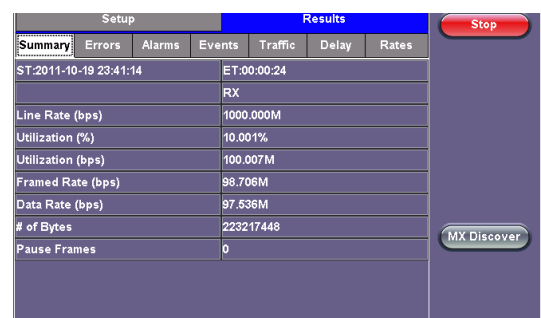 Setup Results
Stop
Summary Errors Alarms Events Traffic Delay Rates
ST:2011-10-19 23:41:14 ET:00:00:24
RX
Line Rate (bps) 1000.000M
Utilization (%) 10.001%
Utilization (bps) 100.007M
Framed Rate (bps) 98.706M
Data Rate (bps) 97.536M
# of Bytes 223217448
MX Discover
Pause Frames 0